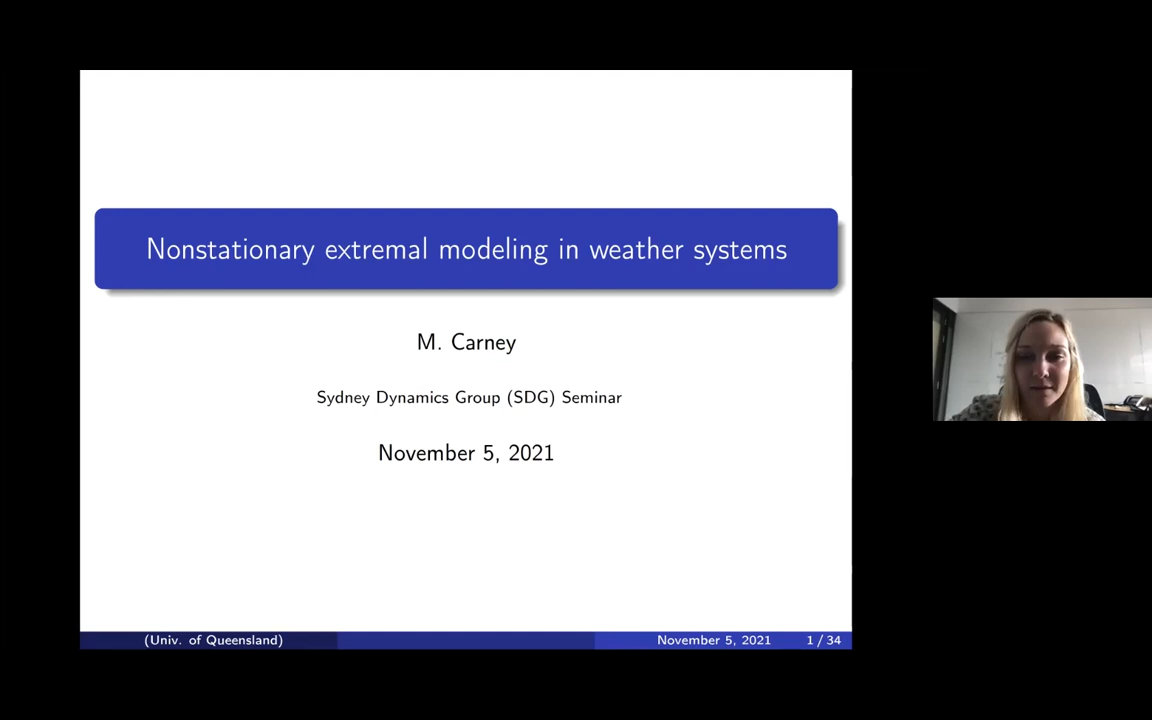 Nonstationary extremal modeling in weather systems
M. Carney
Sydney Dynamics Group (SDG) Seminar
November 5, 2021
(Univ. of Queensland) November 5, 2021 1 / 34